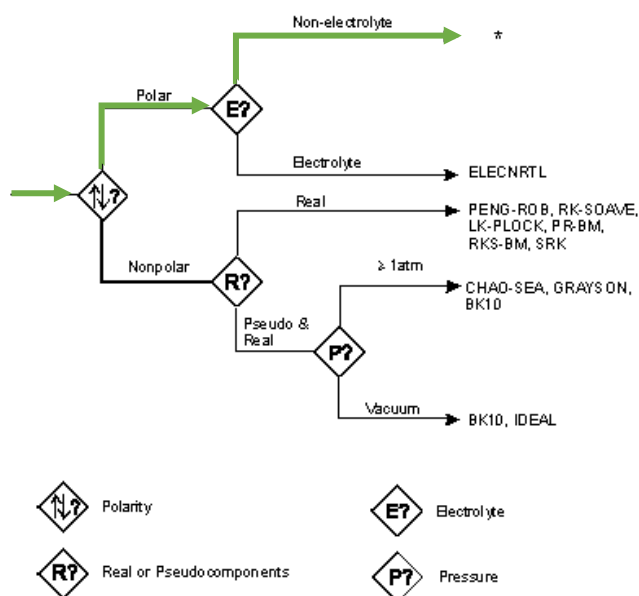 Non-electrolyte
*
Polar
E?
Electrolyte
ELECNRTL
?
Real
PENG-ROB, RK-SOAVE,
LK-PLOCK, PR-BM,
RKS-BM, SRK
Nonpolar
R?
≥ 1atm
CHAO-SEA, GRAYSON,
BK10
Pseudo &
Real
P?
Vacuum
BK10, IDEAL
? Polarity
E? Electrolyte
R? Real or Pseudocomponents
P? Pressure